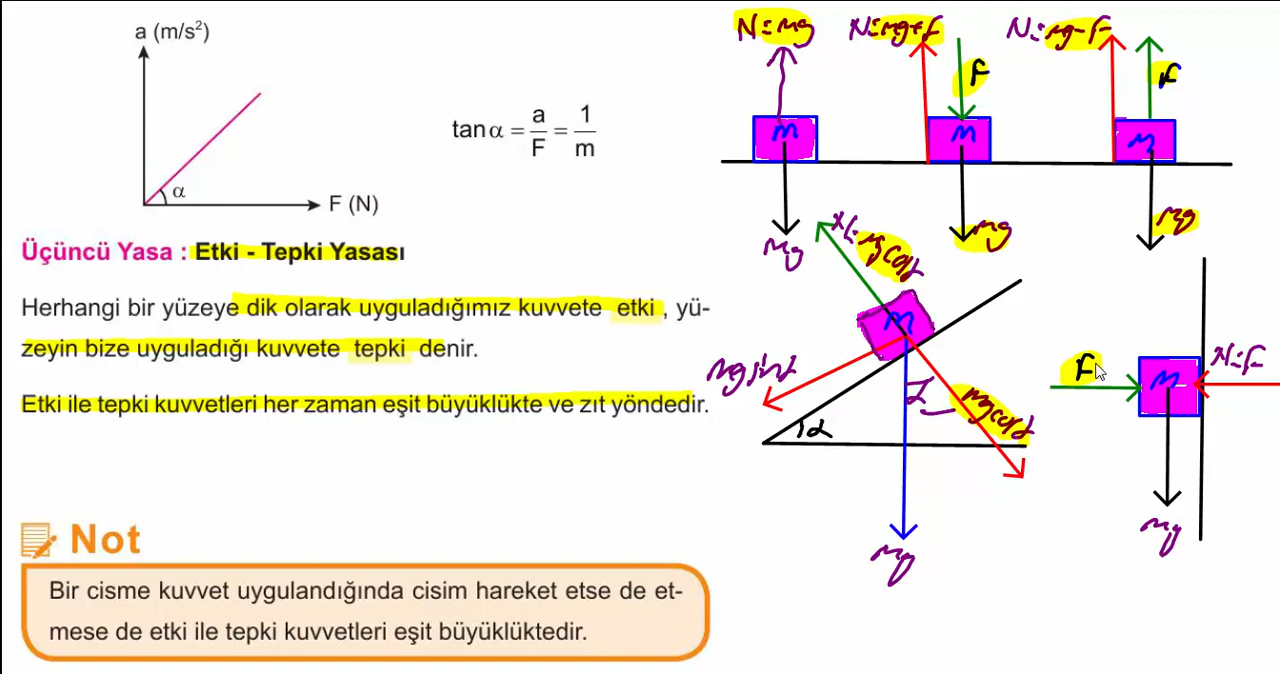 a (m/s²)
tan α = a/F = 1/m
α
F (N)
Üçüncü Yasa : Etki - Tepki Yasası
Herhangi bir yüzeye dik olarak uyguladığımız kuvvete etki, yü-
zeyin bize uyguladığı kuvvete tepki denir.
Etki ile tepki kuvvetleri her zaman eşit büyüklükte ve zıt yöndedir.
Not
Bir cisme kuvvet uygulandığında cisim hareket etse de et-
mese de etki ile tepki kuvvetleri eşit büyüklüktedir.
N=mg
N=mg+F
N=mg-F
F
F
m
m
m
mg
mg
mg
N=mgcosα
m
mgsinα
α
mgcosα
α
mg
F
m
N=F
mg